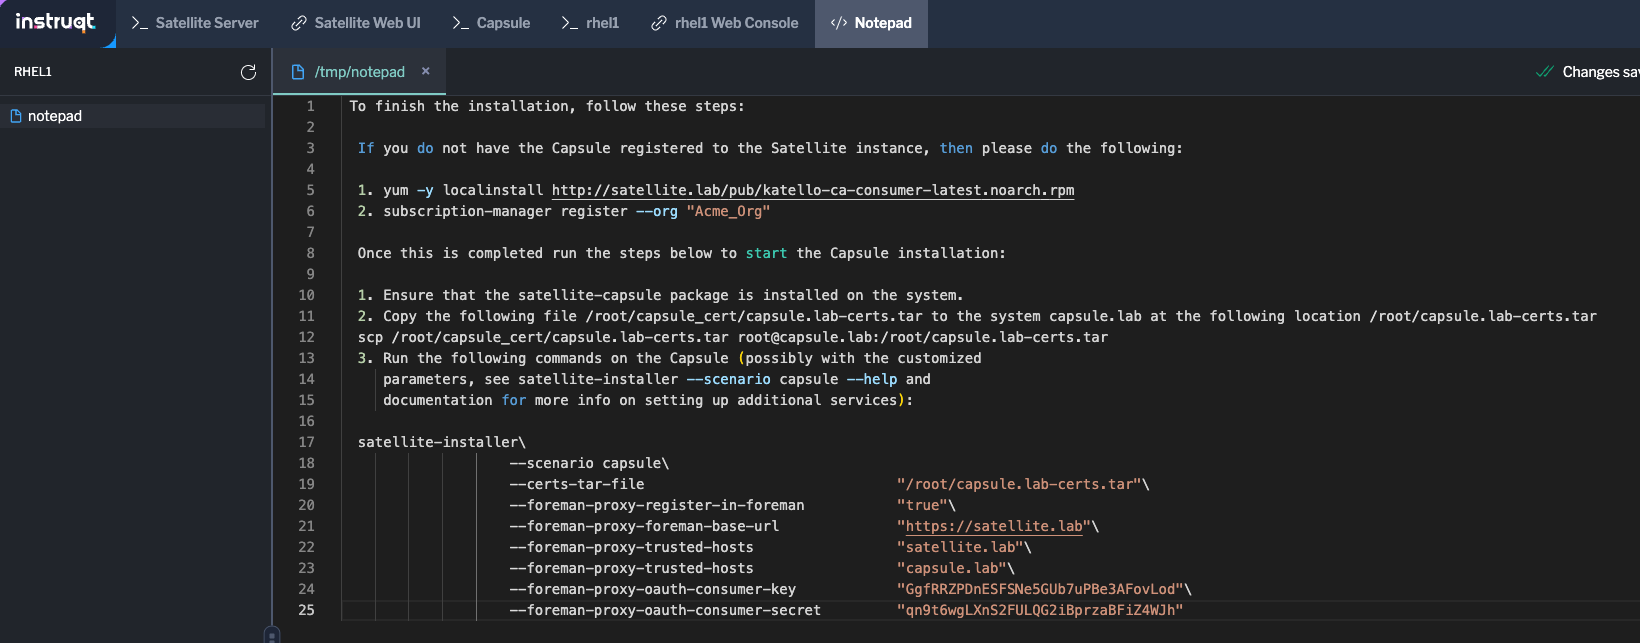 instruqt
>_ Satellite Server
Satellite Web UI
>_ Capsule
>_ rhel1
rhel1 Web Console
</> Notepad
RHEL1
/tmp/notepad ×
Changes sav
notepad
1 To finish the installation, follow these steps:
2
3 If you do not have the Capsule registered to the Satellite instance, then please do the following:
4
5 1. yum -y localinstall http://satellite.lab/pub/katello-ca-consumer-latest.noarch.rpm
6 2. subscription-manager register --org "Acme_Org"
7
8 Once this is completed run the steps below to start the Capsule installation:
9
10 1. Ensure that the satellite-capsule package is installed on the system.
11 2. Copy the following file /root/capsule_cert/capsule.lab-certs.tar to the system capsule.lab at the following location /root/capsule.lab-certs.tar
12 scp /root/capsule_cert/capsule.lab-certs.tar root@capsule.lab:/root/capsule.lab-certs.tar
13 3. Run the following commands on the Capsule (possibly with the customized
14 parameters, see satellite-installer --scenario capsule --help and
15 documentation for more info on setting up additional services):
16
17 satellite-installer\
18 --scenario capsule\
19 --certs-tar-file "/root/capsule.lab-certs.tar"\
20 --foreman-proxy-register-in-foreman "true"\
21 --foreman-proxy-foreman-base-url "https://satellite.lab"\
22 --foreman-proxy-trusted-hosts "satellite.lab"\
23 --foreman-proxy-trusted-hosts "capsule.lab"\
24 --foreman-proxy-oauth-consumer-key "GgfRRZPDnESFSNe5GUb7uPBe3AFovLod"\
25 --foreman-proxy-oauth-consumer-secret "qn9t6wgLXnS2FULQG2iBprzaBFiZ4WJh"